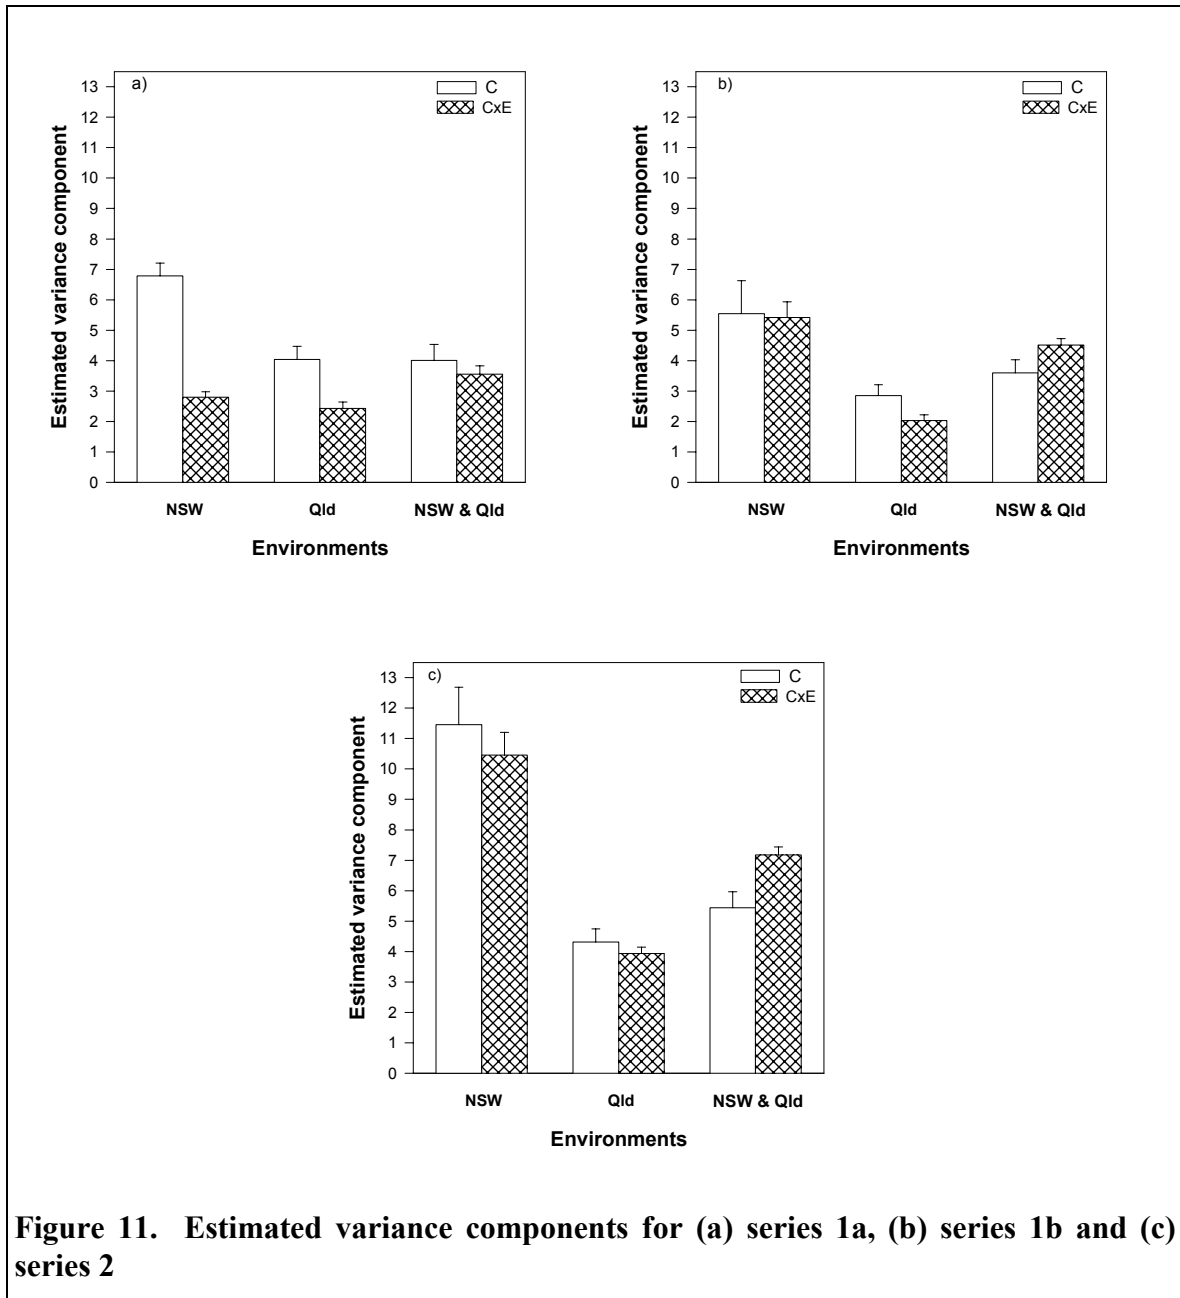 a)
C
CxE
13
12
11
10
9
8
7
6
5
4
3
2
1
0
Estimated variance component
NSW
Qld
NSW & Qld
Environments
b)
C
CxE
13
12
11
10
9
8
7
6
5
4
3
2
1
0
Estimated variance component
NSW
Qld
NSW & Qld
Environments
c)
C
CxE
13
12
11
10
9
8
7
6
5
4
3
2
1
0
Estimated variance component
NSW
Qld
NSW & Qld
Environments
Figure 11. Estimated variance components for (a) series 1a, (b) series 1b and (c)
series 2